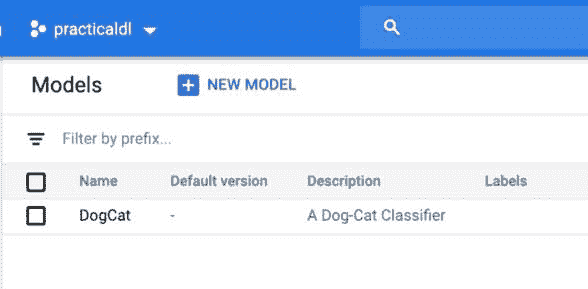 practicaldl
Models NEW MODEL
Filter by prefix...
Name Default version Description Labels
DogCat - A Dog-Cat Classifier